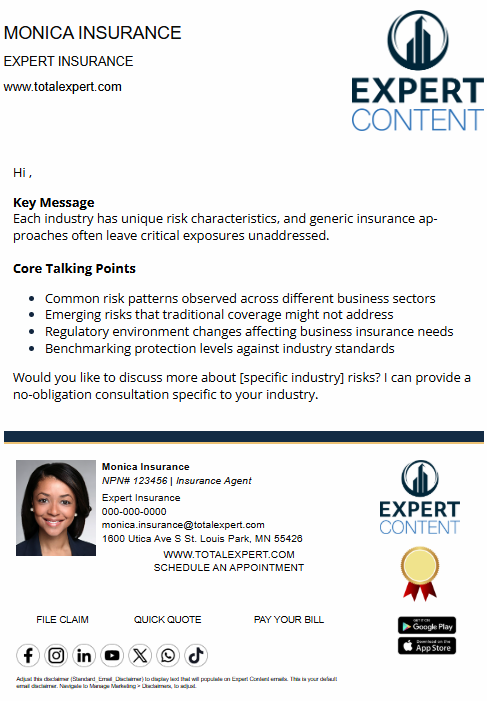 MONICA INSURANCE
EXPERT INSURANCE
www.totalexpert.com
EXPERT
CONTENT
Hi ,
Key Message
Each industry has unique risk characteristics, and generic insurance ap-
proaches often leave critical exposures unaddressed.
Core Talking Points
• Common risk patterns observed across different business sectors
• Emerging risks that traditional coverage might not address
• Regulatory environment changes affecting business insurance needs
• Benchmarking protection levels against industry standards
Would you like to discuss more about [specific industry] risks? I can provide a
no-obligation consultation specific to your industry.
Monica Insurance
NPN# 123456 | Insurance Agent
Expert Insurance
000-000-0000
monica.insurance@totalexpert.com
1600 Utica Ave S St. Louis Park, MN 55426
WWW.TOTALEXPERT.COM
SCHEDULE AN APPOINTMENT
EXPERT
CONTENT
FILE CLAIM QUICK QUOTE PAY YOUR BILL
GET IT ON
Google Play
Download on the
App Store
Adjust this disclaimer (Standard_Email_Disclaimer) to display text that will populate on Expert Content emails. This is your default
email disclaimer. Navigate to Manage Marketing > Disclaimers, to adjust.